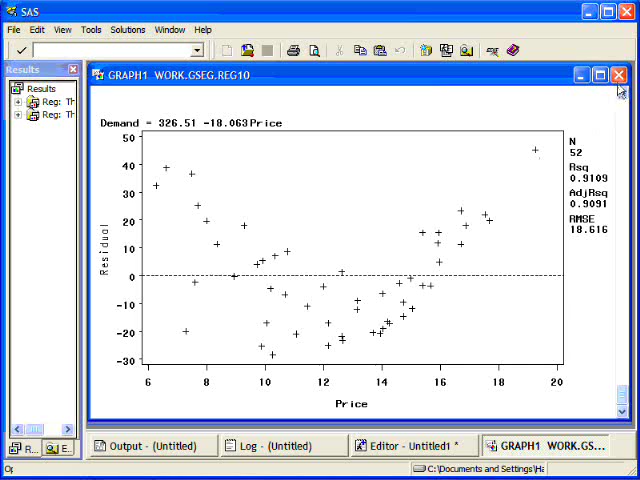 SAS
File Edit View Tools Solutions Window Help
Results
Results
Reg: Th
Reg: Th
GRAPH1 WORK.GSEG.REG10
Demand = 326.51 -18.063Price
50
40
30
20
10
0
-10
-20
-30
Residual
6 8 10 12 14 16 18 20
Price
N
52
Rsq
0.9109
AdjRsq
0.9091
RMSE
18.616
R...
E...
Output - (Untitled)
Log - (Untitled)
Editor - Untitled1 *
GRAPH1 WORK.GS...
C:\Documents and Settings\Ha